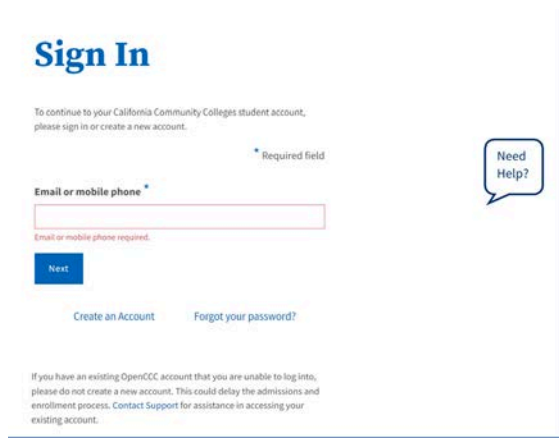 Sign In
To continue to your California Community Colleges student account,
please sign in or create a new account.
* Required field
Need
Help?
Email or mobile phone *
Email or mobile phone required.
Next
Create an Account Forgot your password?
If you have an existing OpenCCC account that you are unable to log into,
please do not create a new account. This could delay the admissions and
enrollment process. Contact Support for assistance in accessing your
existing account.